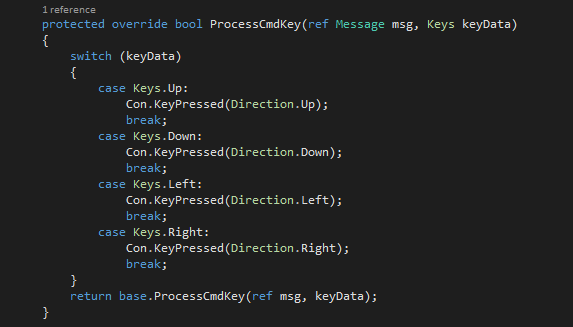 1 reference
protected override bool ProcessCmdKey(ref Message msg, Keys keyData)
{
switch (keyData)
{
case Keys.Up:
Con.KeyPressed(Direction.Up);
break;
case Keys.Down:
Con.KeyPressed(Direction.Down);
break;
case Keys.Left:
Con.KeyPressed(Direction.Left);
break;
case Keys.Right:
Con.KeyPressed(Direction.Right);
break;
}
return base.ProcessCmdKey(ref msg, keyData);
}